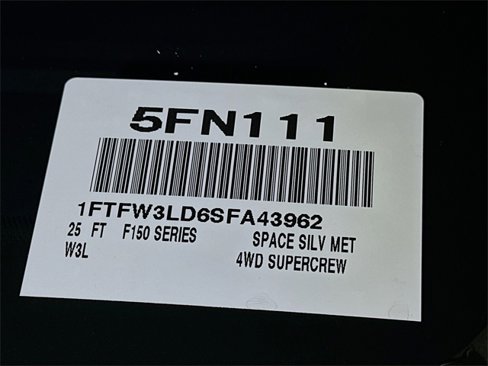 5FN111
1FTFW3LD6SFA43962
25 FT F150 SERIES SPACE SILV MET
W3L 4WD SUPERCREW